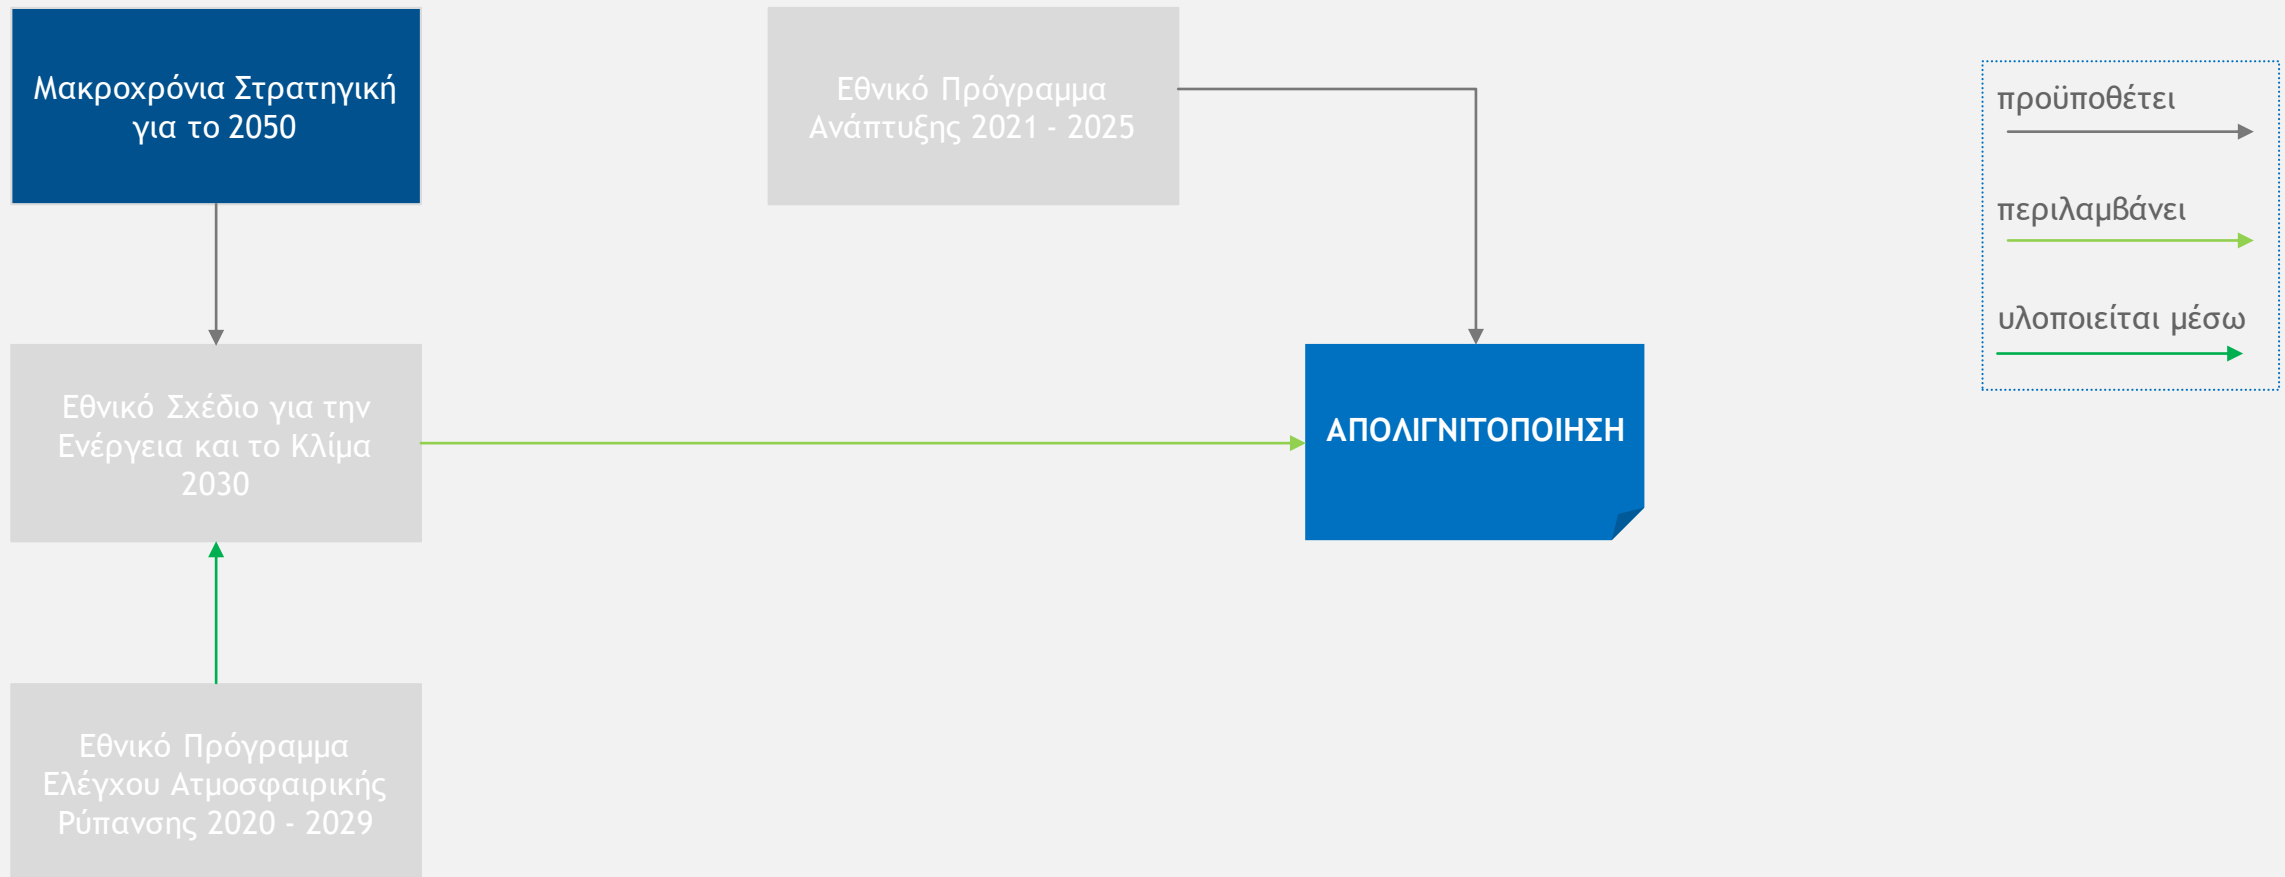 Μακροχρόνια Στρατηγική
για το 2050
Εθνικό Πρόγραμμα
Ανάπτυξης 2021 - 2025
προϋποθέτει
περιλαμβάνει
υλοποιείται μέσω
Εθνικό Σχέδιο για την
Ενέργεια και το Κλίμα
2030
ΑΠΟΛΙΓΝΙΤΟΠΟΙΗΣΗ
Εθνικό Πρόγραμμα
Ελέγχου Ατμοσφαιρικής
Ρύπανσης 2020 - 2029